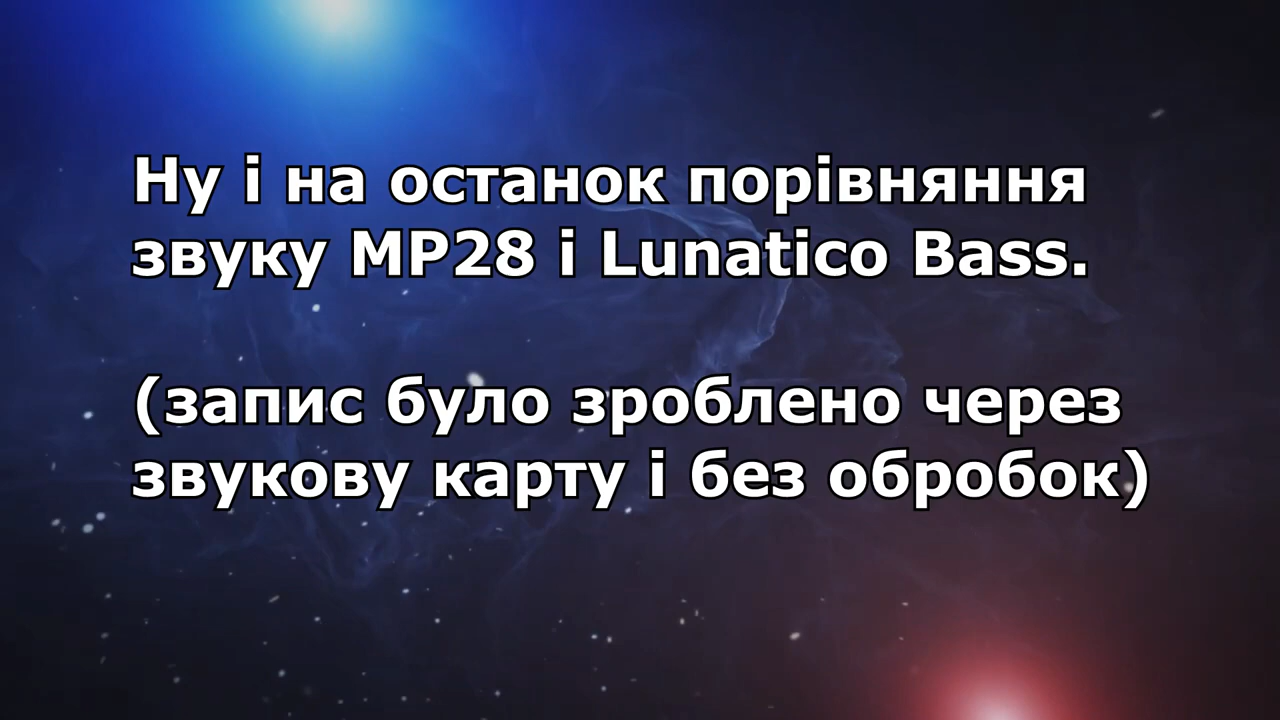 Ну і на останок порівняння
звуку MP28 і Lunatico Bass.
(запис було зроблено через
звукову карту і без обробок)